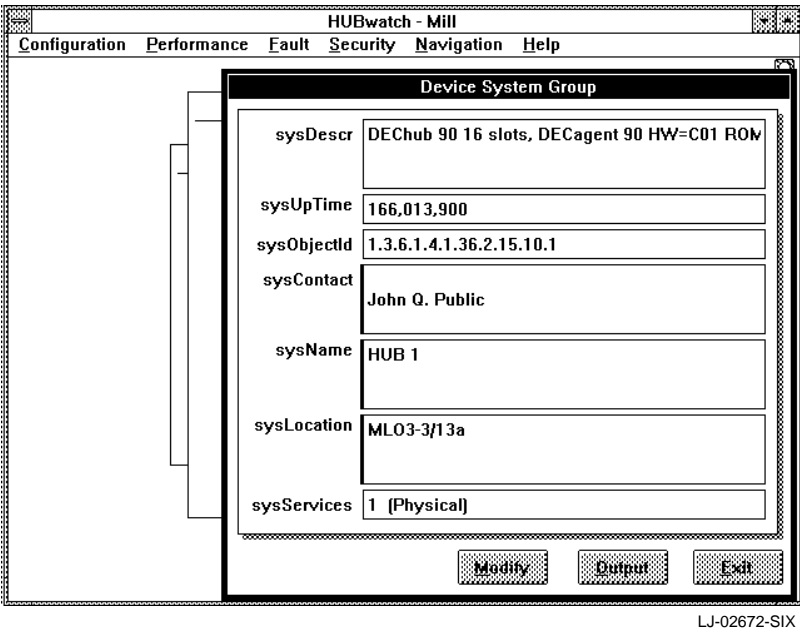 HUBwatch - Mill
Configuration Performance Fault Security Navigation Help
Device System Group
sysDescr DEChub 90 16 slots, DECagent 90 HW=C01 ROM
sysUpTime 166,013,900
sysObjectId 1.3.6.1.4.1.36.2.15.10.1
sysContact John Q. Public
sysName HUB 1
sysLocation MLO3-3/13a
sysServices 1 (Physical)
Modify Output Exit
LJ-02672-SIX